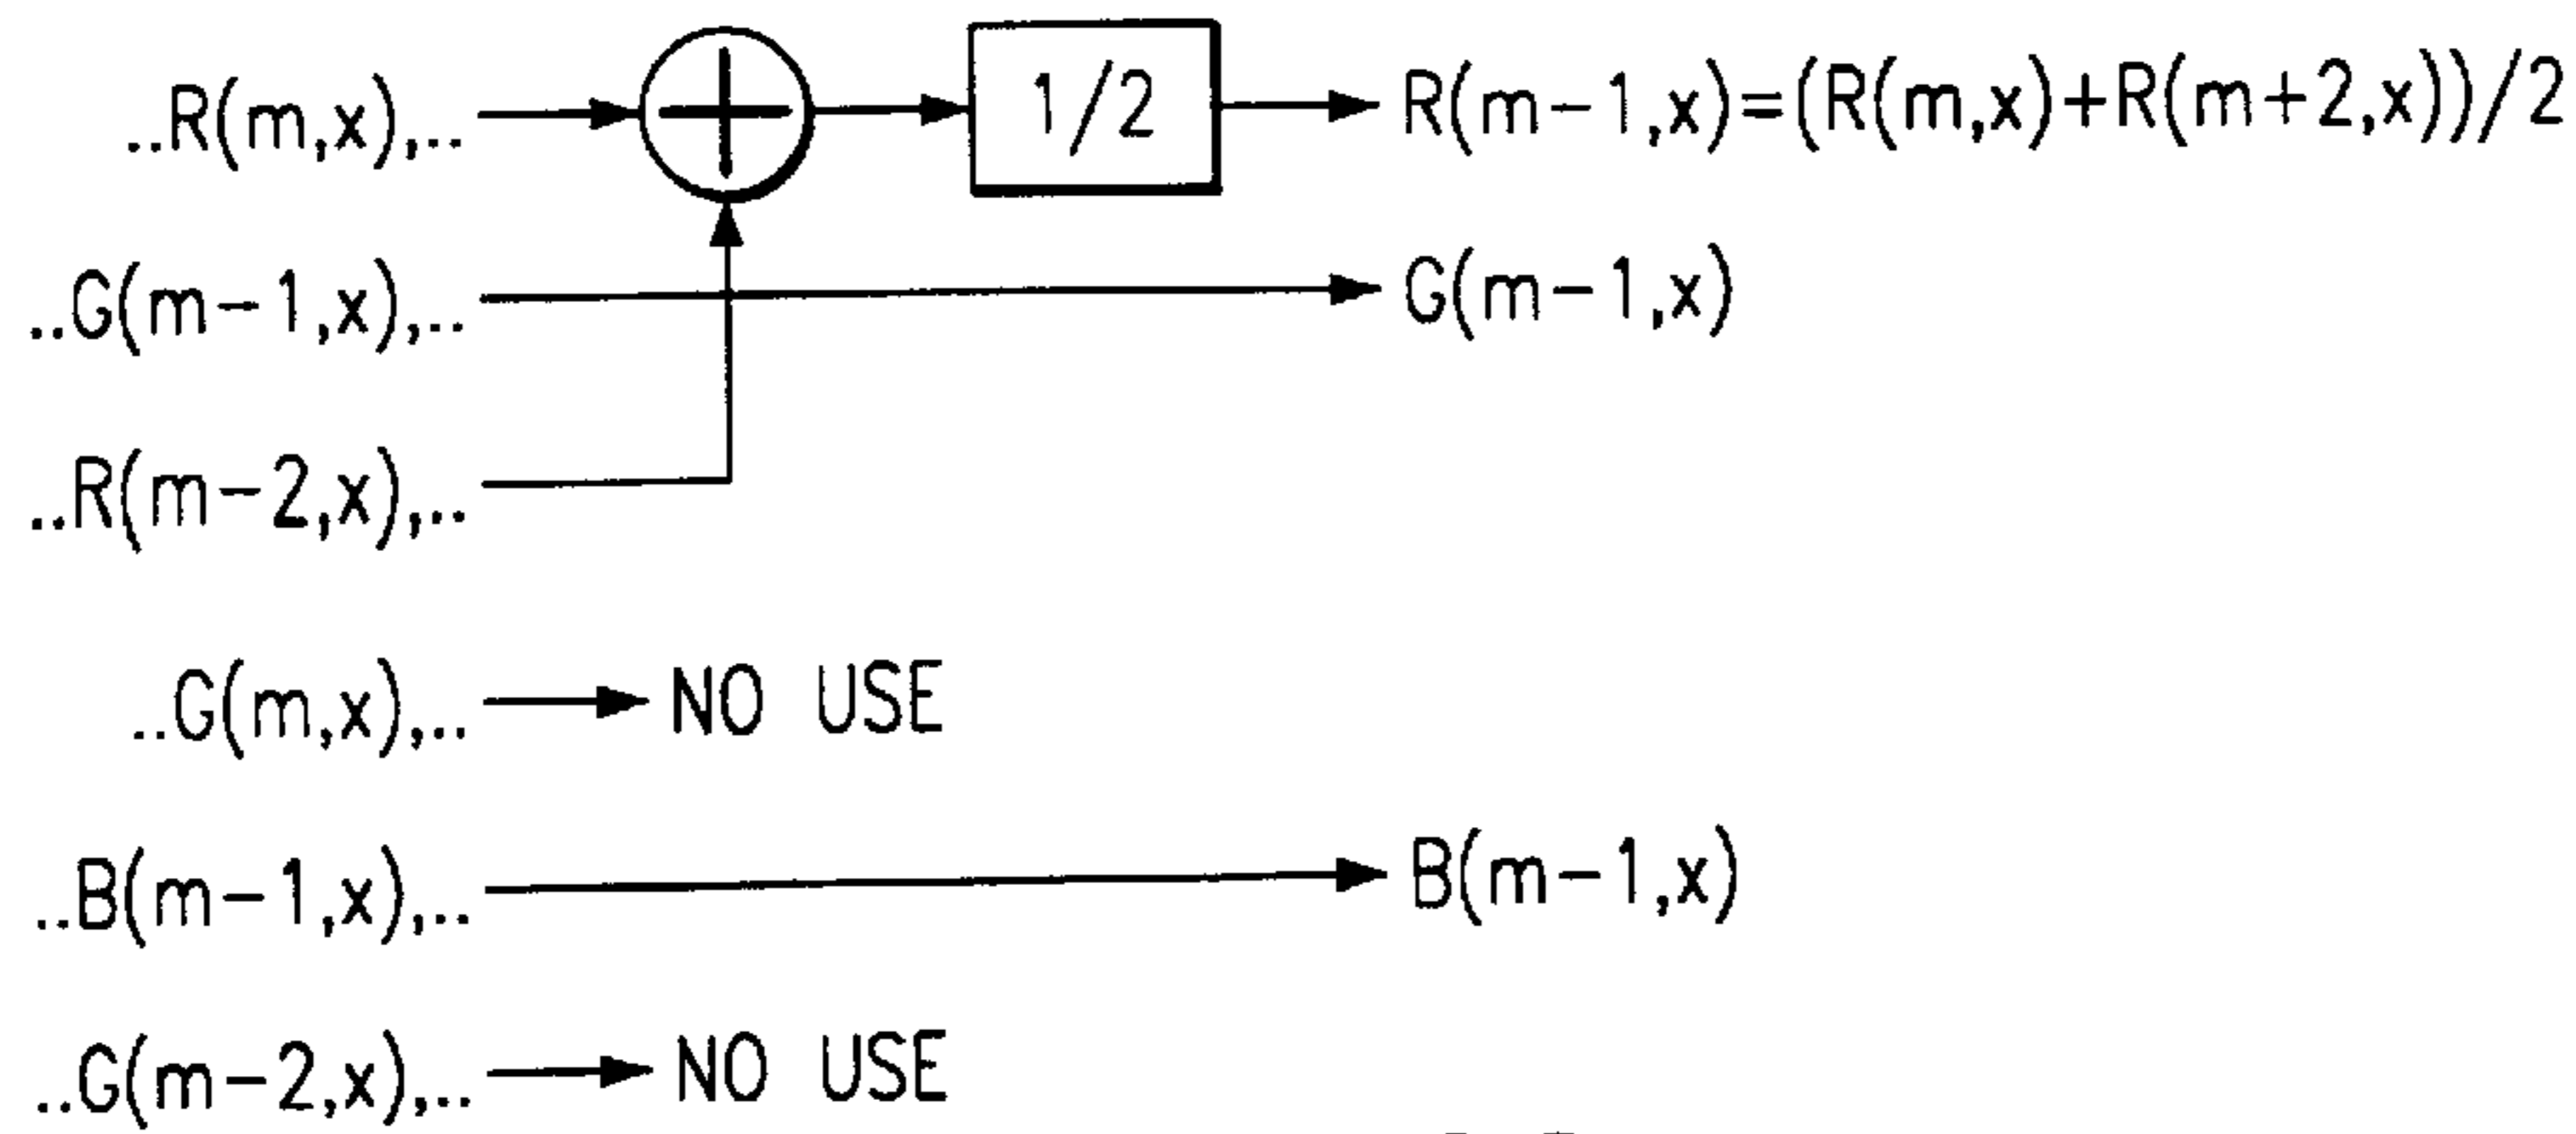 ..R(m,x),.. + 1/2 R(m-1,x)=(R(m,x)+R(m+2,x))/2
..G(m-1,x),.. G(m-1,x)
..R(m-2,x),..
..G(m,x),.. NO USE
..B(m-1,x),.. B(m-1,x)
..G(m-2,x),.. NO USE